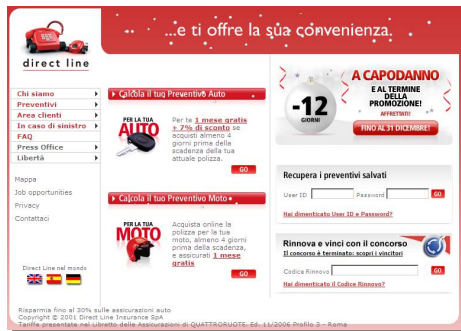 ...e ti offre la sua convenienza.
direct line
Chi siamo
Preventivi
Area clienti
In caso di sinistro
FAQ
Press Office
Libertà
Mappa
Job opportunities
Privacy
Contattaci
Direct Line nel mondo
Calcola il tuo Preventivo Auto
PER LA TUA
AUTO
Per te 1 mese gratis
+ 7% di sconto se
acquisti almeno 4
giorni prima della
scadenza della tua
attuale polizza.
GO
Calcola il tuo Preventivo Moto
PER LA TUA
MOTO
Acquista online la
polizza per la tua
moto, almeno 4 giorni
prima della scadenza,
e assicurati 1 mese
gratis
GO
A CAPODANNO
-12
GIORNI
E AL TERMINE
DELLA
PROMOZIONE!
AFFRETTATI!
FINO AL 31 DICEMBRE!
Recupera i preventivi salvati
User ID Password GO
Hai dimenticato User ID e Password?
Rinnova e vinci con il concorso
Il concorso è terminato: scopri i vincitori
Codice Rinnovo GO
Hai dimenticato il Codice Rinnovo?
Risparmia fino al 30% sulle assicurazioni auto
Copyright © 2001 Direct Line Insurance SpA
Tariffe presentate nel Libretto delle Assicurazioni di QUATTRORUOTE. Ed. 11/2006 Profilo 3 - Roma